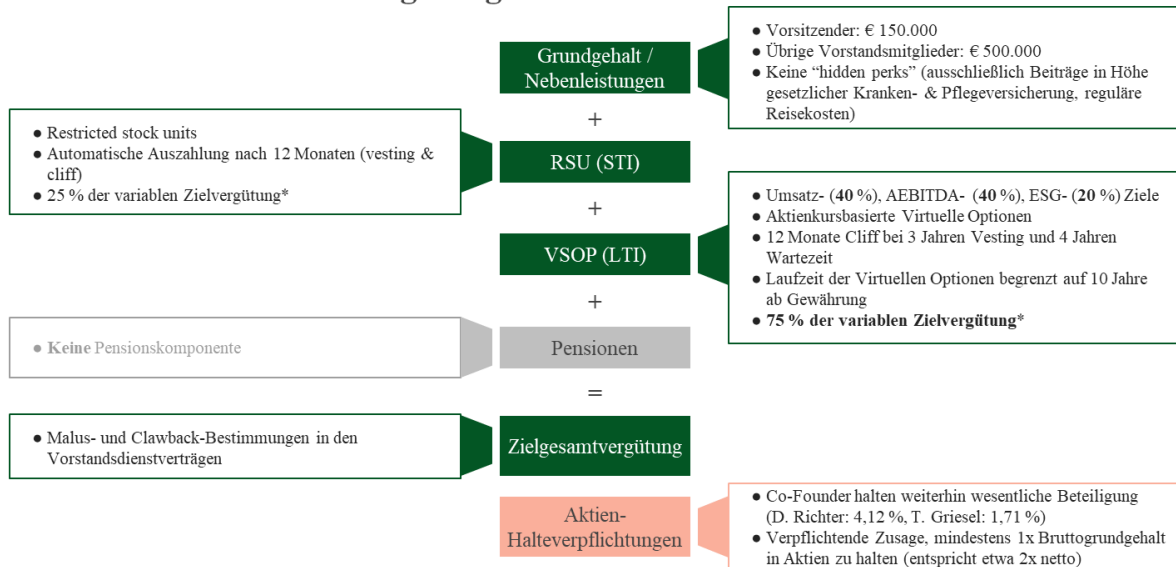 Grundgehalt /
Nebenleistungen
● Vorsitzender: € 150.000
● Übrige Vorstandsmitglieder: € 500.000
● Keine “hidden perks” (ausschließlich Beiträge in Höhe
gesetzlicher Kranken- & Pflegeversicherung, reguläre
Reisekosten)
+
● Restricted stock units
● Automatische Auszahlung nach 12 Monaten (vesting &
cliff)
● 25 % der variablen Zielvergütung*
RSU (STI)
+
VSOP (LTI)
● Umsatz- (40 %), AEBITDA- (40 %), ESG- (20 %) Ziele
● Aktienkursbasierte Virtuelle Optionen
● 12 Monate Cliff bei 3 Jahren Vesting und 4 Jahren
Wartezeit
● Laufzeit der Virtuellen Optionen begrenzt auf 10 Jahre
ab Gewährung
● 75 % der variablen Zielvergütung*
+
● Keine Pensionskomponente
Pensionen
=
● Malus- und Clawback-Bestimmungen in den
Vorstandsdienstverträgen
Zielgesamtvergütung
Aktien-
Halteverpflichtungen
● Co-Founder halten weiterhin wesentliche Beteiligung
(D. Richter: 4,12 %, T. Griesel: 1,71 %)
● Verpflichtende Zusage, mindestens 1x Bruttogrundgehalt
in Aktien zu halten (entspricht etwa 2x netto)